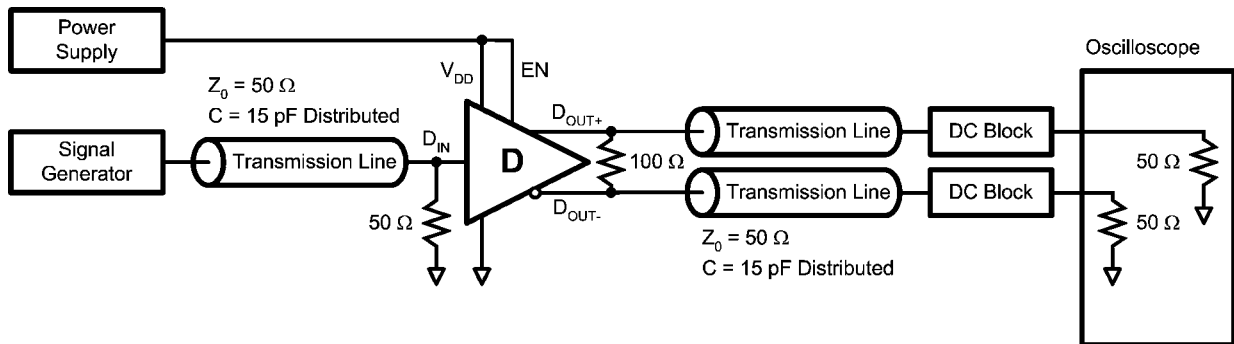 Power
Supply
Oscilloscope
V_DD
EN
Z_0 = 50 Ω
C = 15 pF Distributed
Signal
Generator
Transmission Line
D_IN
D
D_OUT+
D_OUT-
100 Ω
Transmission Line
DC Block
Transmission Line
DC Block
50 Ω
50 Ω
50 Ω
Z_0 = 50 Ω
C = 15 pF Distributed